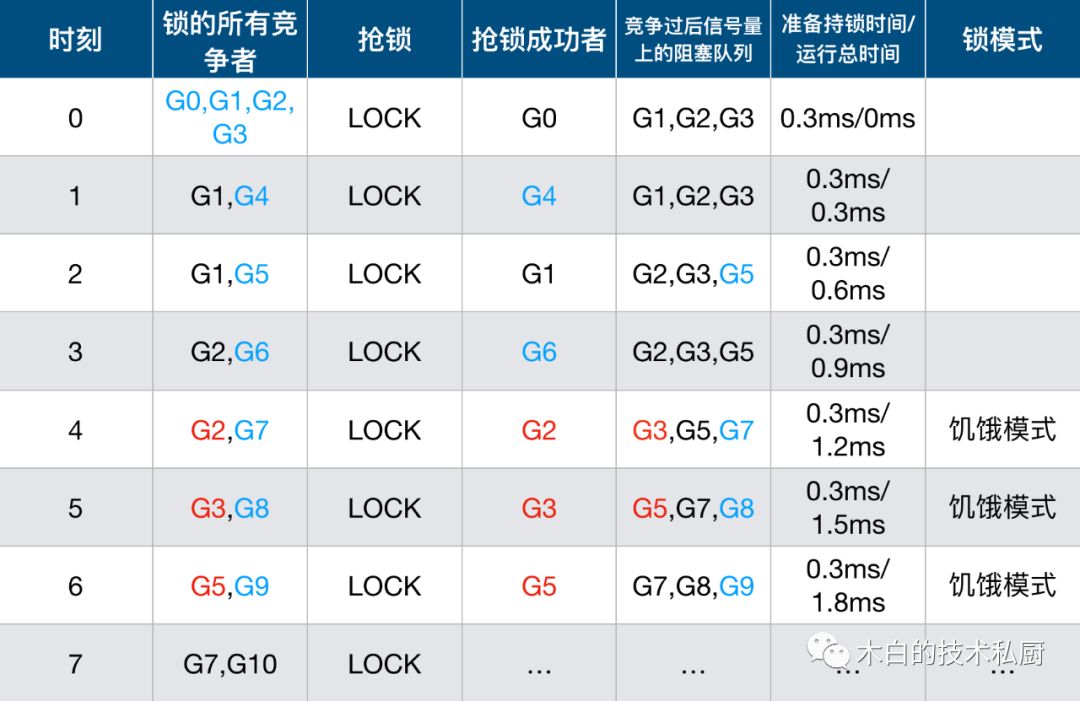 时刻
锁的所有竞
争者
抢锁
抢锁成功者
竞争过后信号量
上的阻塞队列
准备持锁时间/
运行总时间
锁模式
0
G0,G1,G2,
G3
LOCK
G0
G1,G2,G3
0.3ms/0ms
1
G1,G4
LOCK
G4
G1,G2,G3
0.3ms/
0.3ms
2
G1,G5
LOCK
G1
G2,G3,G5
0.3ms/
0.6ms
3
G2,G6
LOCK
G6
G2,G3,G5
0.3ms/
0.9ms
4
G2,G7
LOCK
G2
G3,G5,G7
0.3ms/
1.2ms
饥饿模式
5
G3,G8
LOCK
G3
G5,G7,G8
0.3ms/
1.5ms
饥饿模式
6
G5,G9
LOCK
G5
G7,G8,G9
0.3ms/
1.8ms
饥饿模式
7
G7,G10
LOCK
...
...
...
...
木白的技术私厨